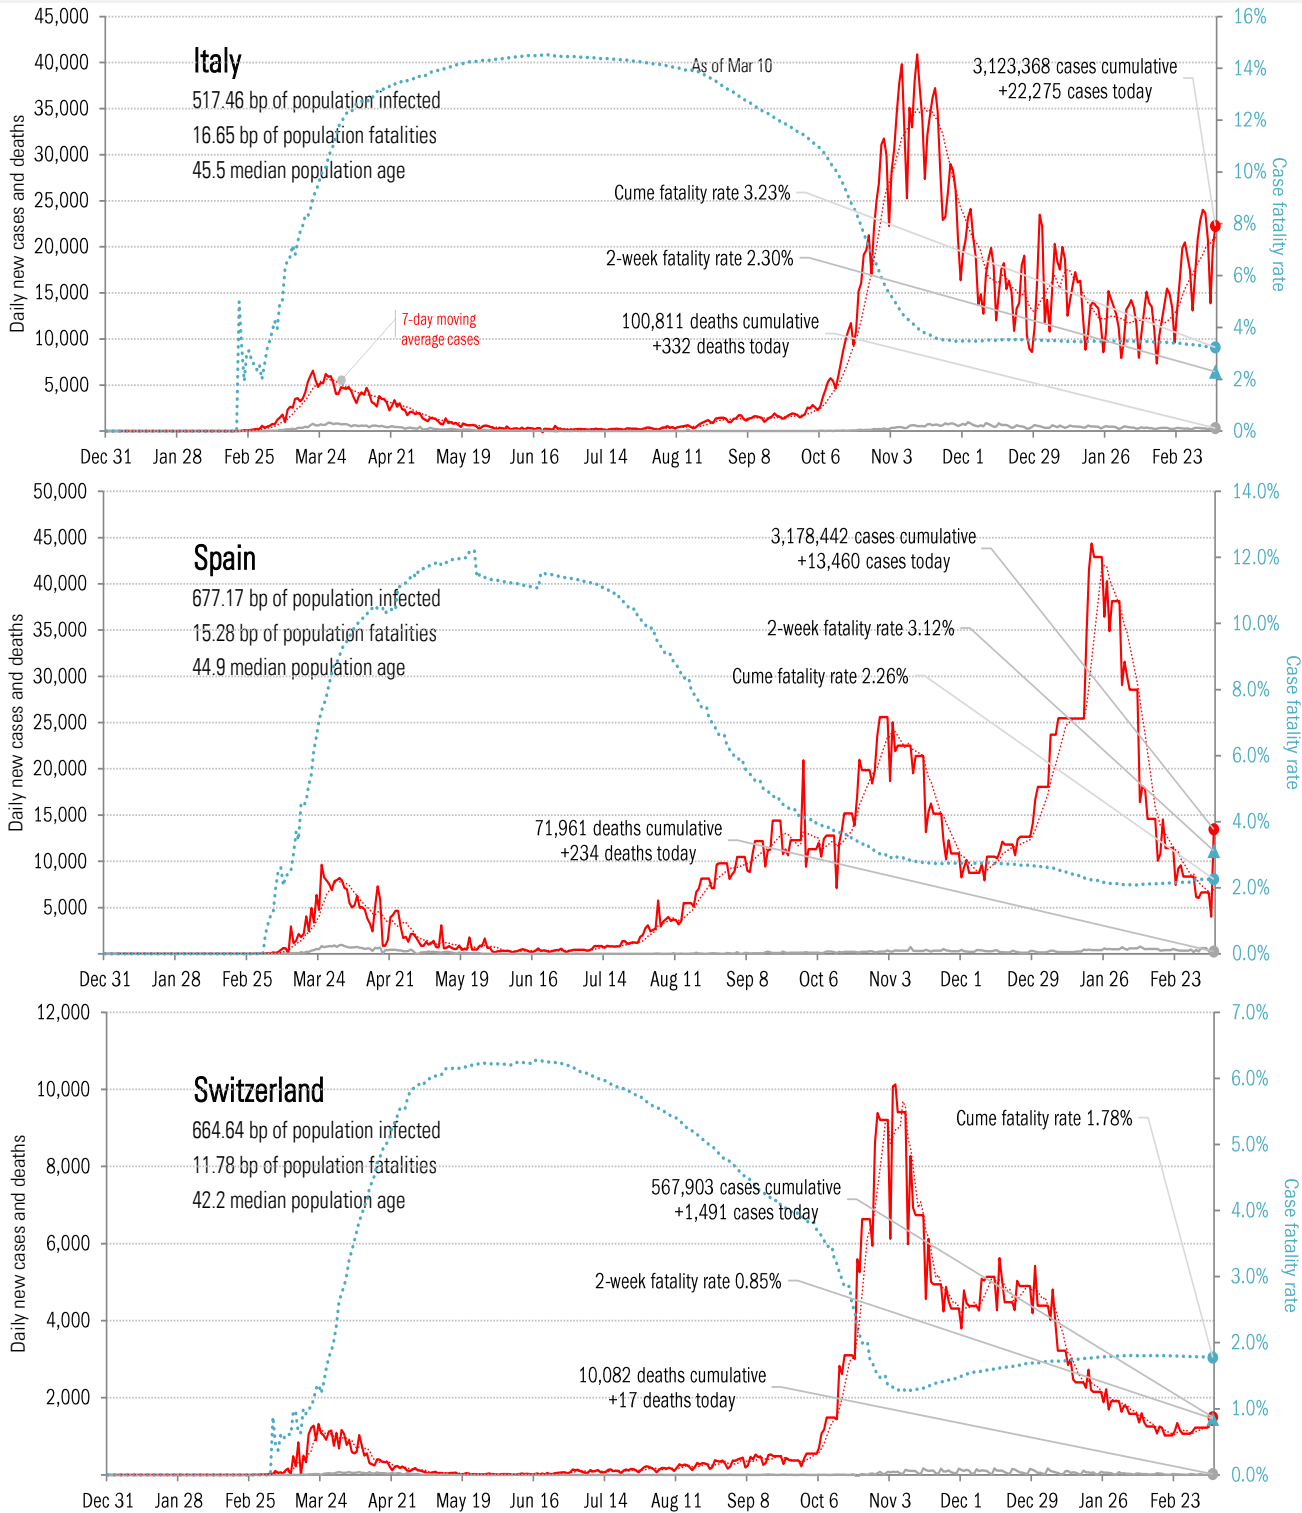 45,000
40,000
35,000
30,000
25,000
20,000
15,000
10,000
5,000
Daily new cases and deaths
Italy
517.46 bp of population infected
16.65 bp of population fatalities
45.5 median population age
As of Mar 10
3,123,368 cases cumulative
+22,275 cases today
Cume fatality rate 3.23%
2-week fatality rate 2.30%
100,811 deaths cumulative
+332 deaths today
7-day moving
average cases
16%
14%
12%
10%
8%
6%
4%
2%
0%
Case fatality rate
Dec 31 Jan 28 Feb 25 Mar 24 Apr 21 May 19 Jun 16 Jul 14 Aug 11 Sep 8 Oct 6 Nov 3 Dec 1 Dec 29 Jan 26 Feb 23
50,000
45,000
40,000
35,000
30,000
25,000
20,000
15,000
10,000
5,000
Daily new cases and deaths
Spain
677.17 bp of population infected
15.28 bp of population fatalities
44.9 median population age
3,178,442 cases cumulative
+13,460 cases today
2-week fatality rate 3.12%
Cume fatality rate 2.26%
71,961 deaths cumulative
+234 deaths today
14.0%
12.0%
10.0%
8.0%
6.0%
4.0%
2.0%
0.0%
Case fatality rate
Dec 31 Jan 28 Feb 25 Mar 24 Apr 21 May 19 Jun 16 Jul 14 Aug 11 Sep 8 Oct 6 Nov 3 Dec 1 Dec 29 Jan 26 Feb 23
12,000
10,000
8,000
6,000
4,000
2,000
Daily new cases and deaths
Switzerland
664.64 bp of population infected
11.78 bp of population fatalities
42.2 median population age
Cume fatality rate 1.78%
567,903 cases cumulative
+1,491 cases today
2-week fatality rate 0.85%
10,082 deaths cumulative
+17 deaths today
7.0%
6.0%
5.0%
4.0%
3.0%
2.0%
1.0%
0.0%
Case fatality rate
Dec 31 Jan 28 Feb 25 Mar 24 Apr 21 May 19 Jun 16 Jul 14 Aug 11 Sep 8 Oct 6 Nov 3 Dec 1 Dec 29 Jan 26 Feb 23